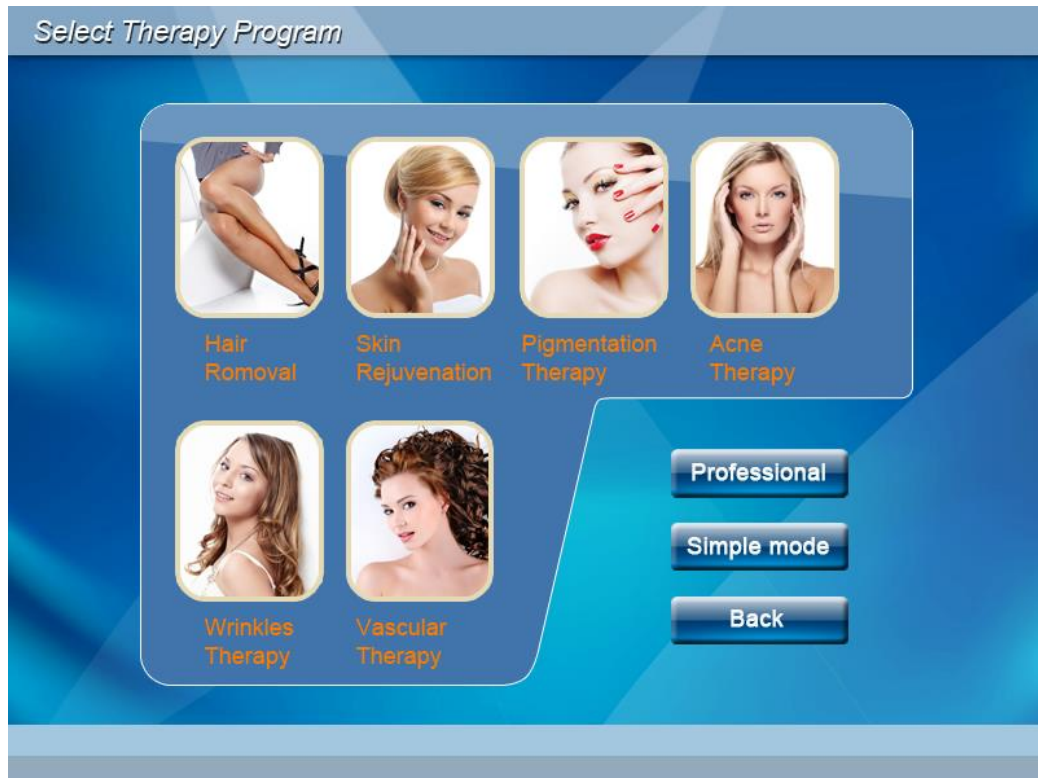 Select Therapy Program
Hair
Romoval
Skin
Rejuvenation
Pigmentation
Therapy
Acne
Therapy
Wrinkles
Therapy
Vascular
Therapy
Professional
Simple mode
Back